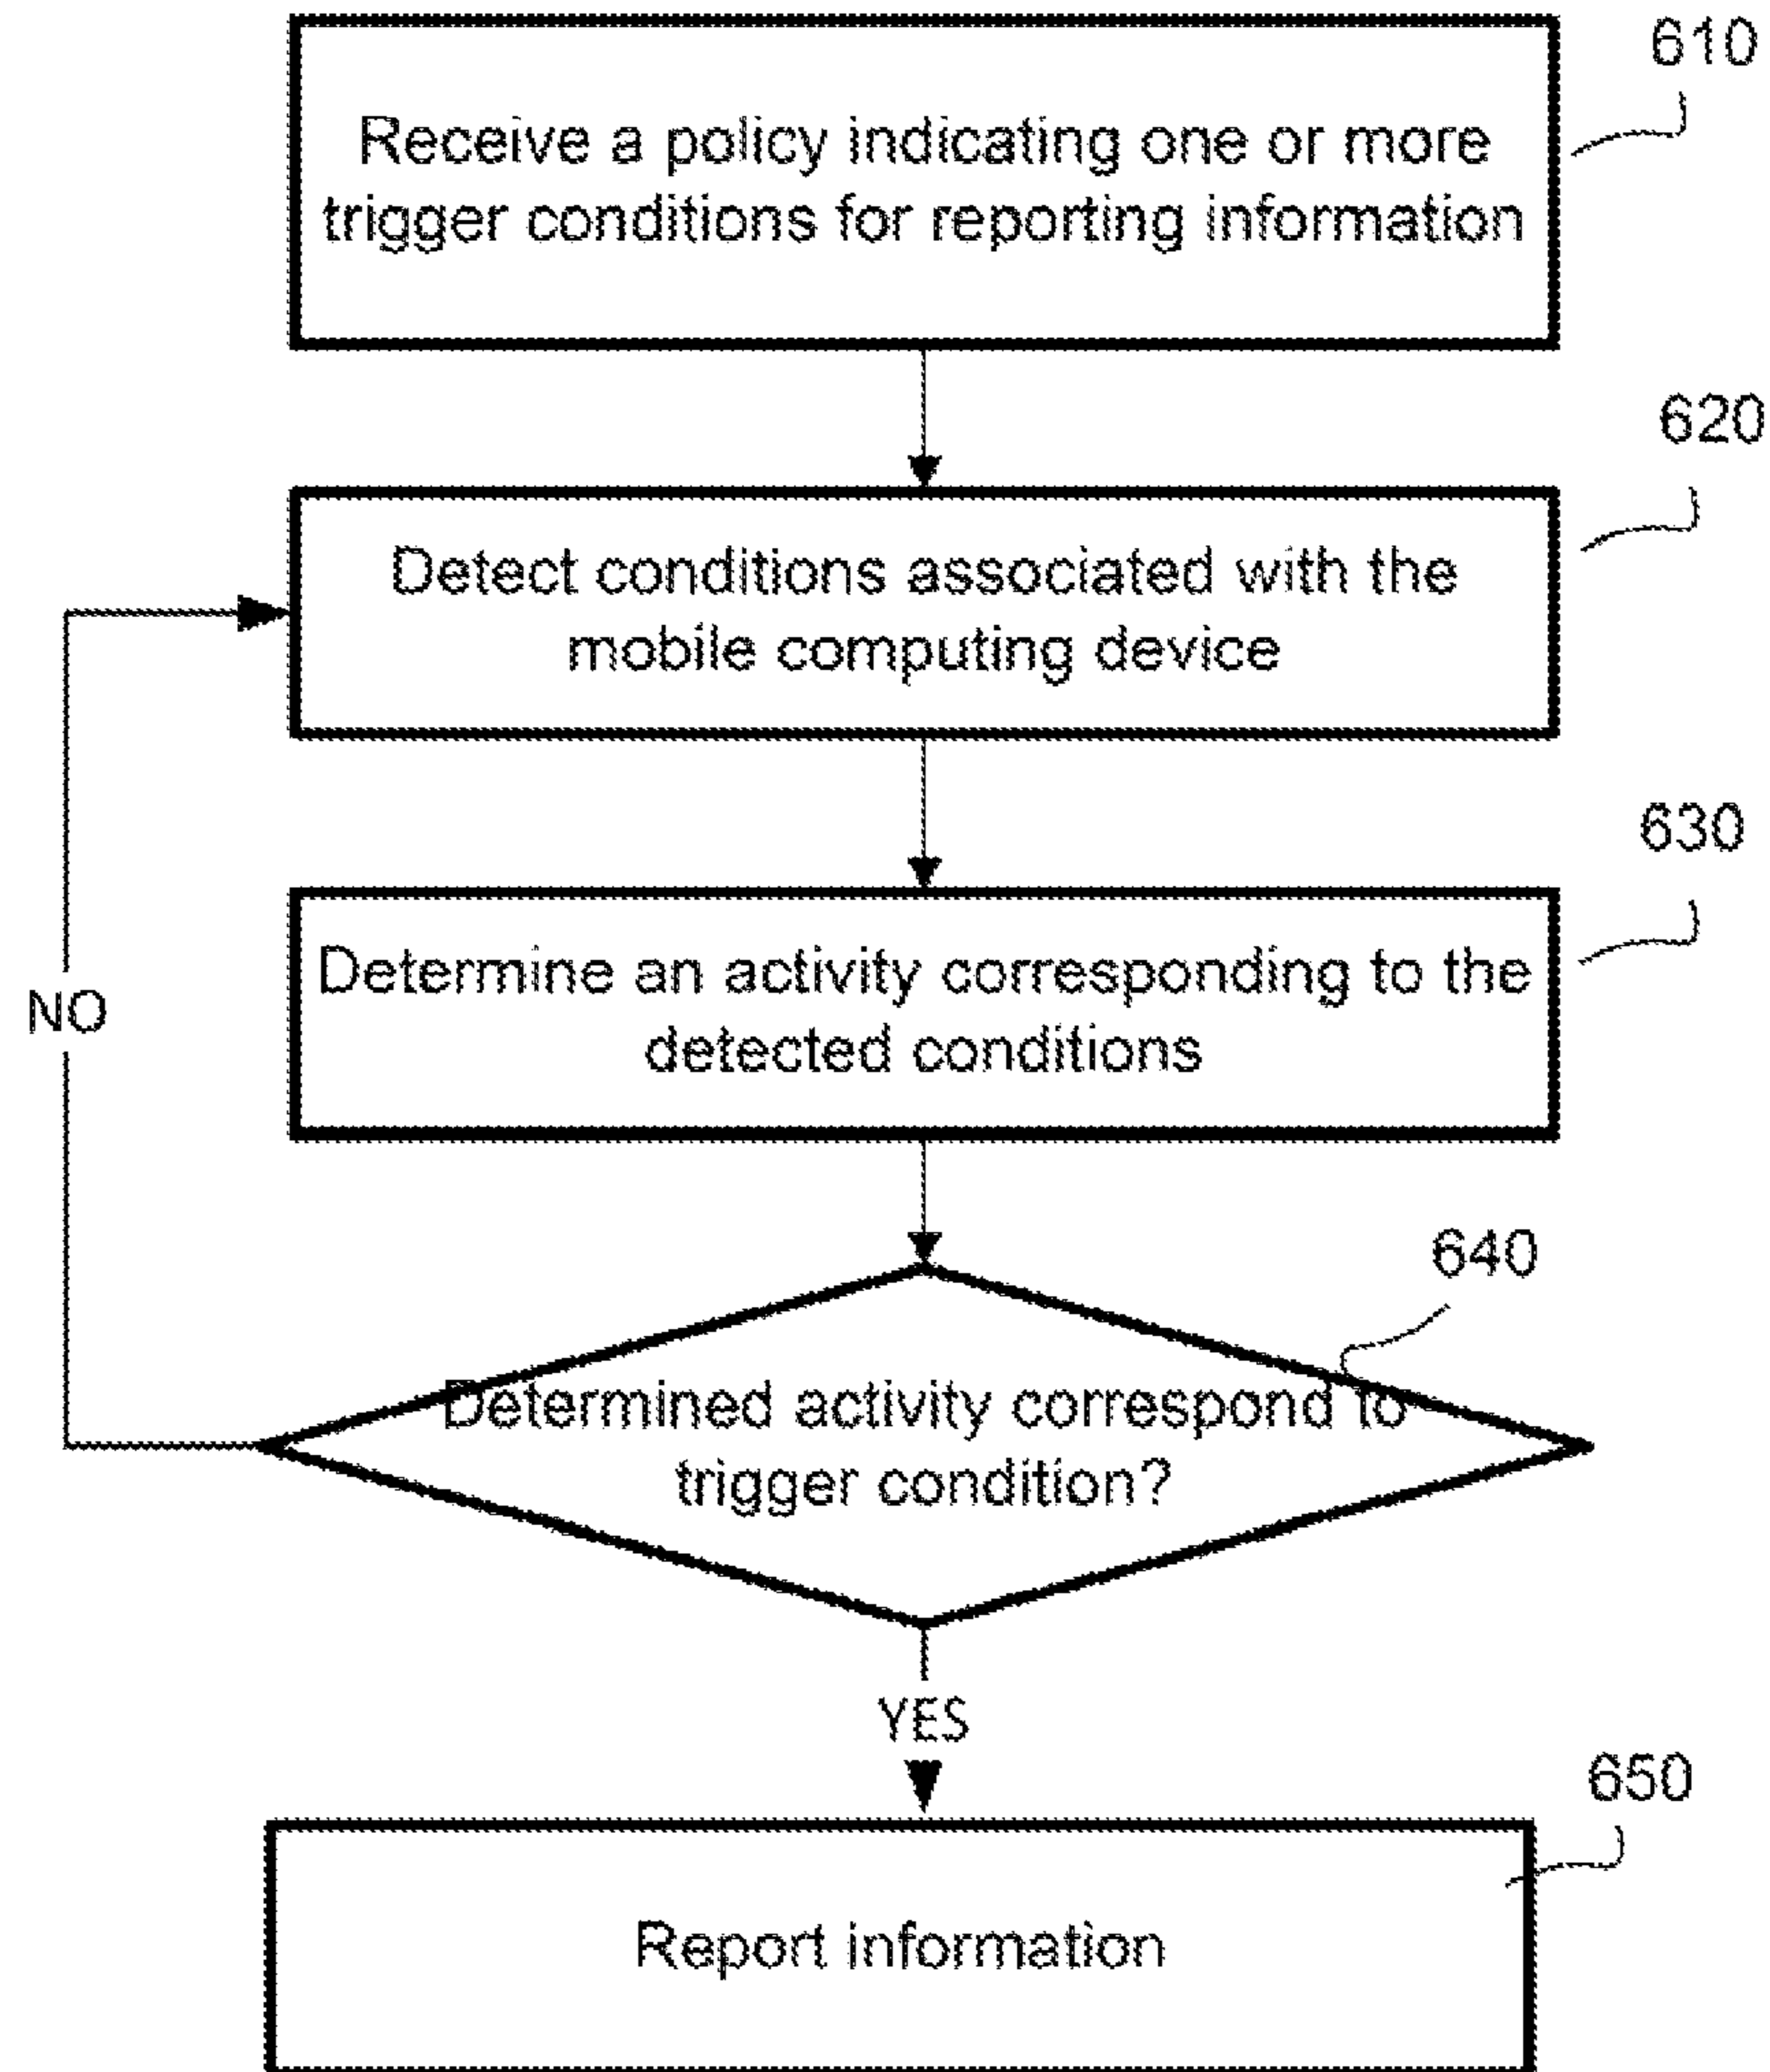 610
Receive a policy indicating one or more
trigger conditions for reporting information
620
Detect conditions associated with the
mobile computing device
630
Determine an activity corresponding to the
detected conditions
NO
640
Determined activity correspond to
trigger condition?
YES
650
Report information